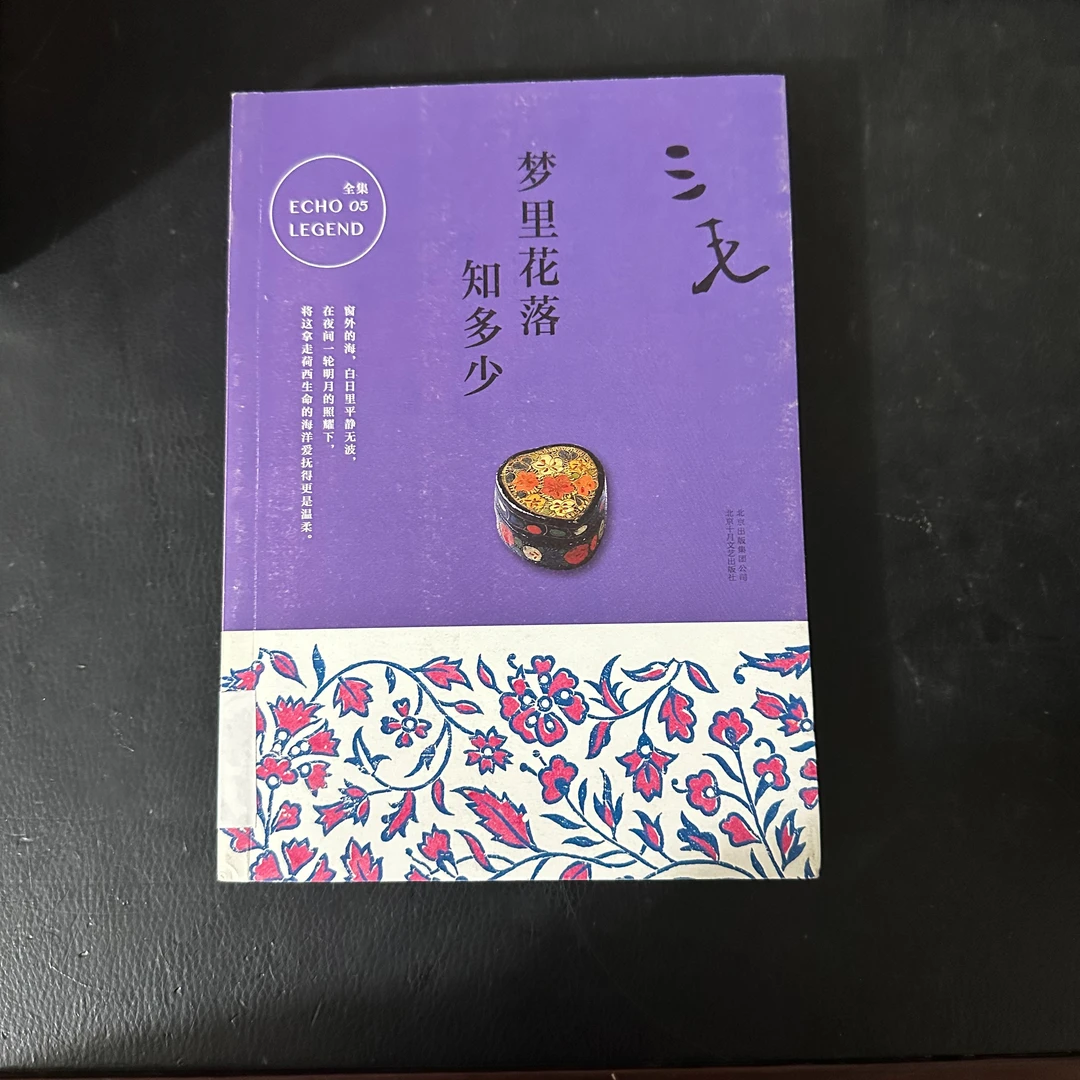 三毛
梦里花落
知多少
全集
ECHO 05
LEGEND
窗外的海，白日里平静无波，
在夜间一轮明月的照耀下，
将这拿走荷西生命的海洋爱抚得更是温柔。
北京出版集团公司
北京十月文艺出版社